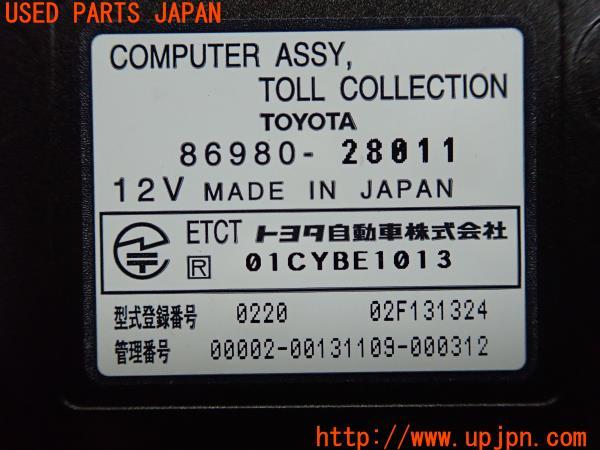 USED PARTS JAPAN
COMPUTER ASSY,
TOLL COLLECTION
TOYOTA
86980-28011
12V MADE IN JAPAN
ETCT トヨタ自動車株式会社
R 01CYBE1013
型式登録番号 0220 02F131324
管理番号 00002-00131109-000312
http://www.upjpn.com